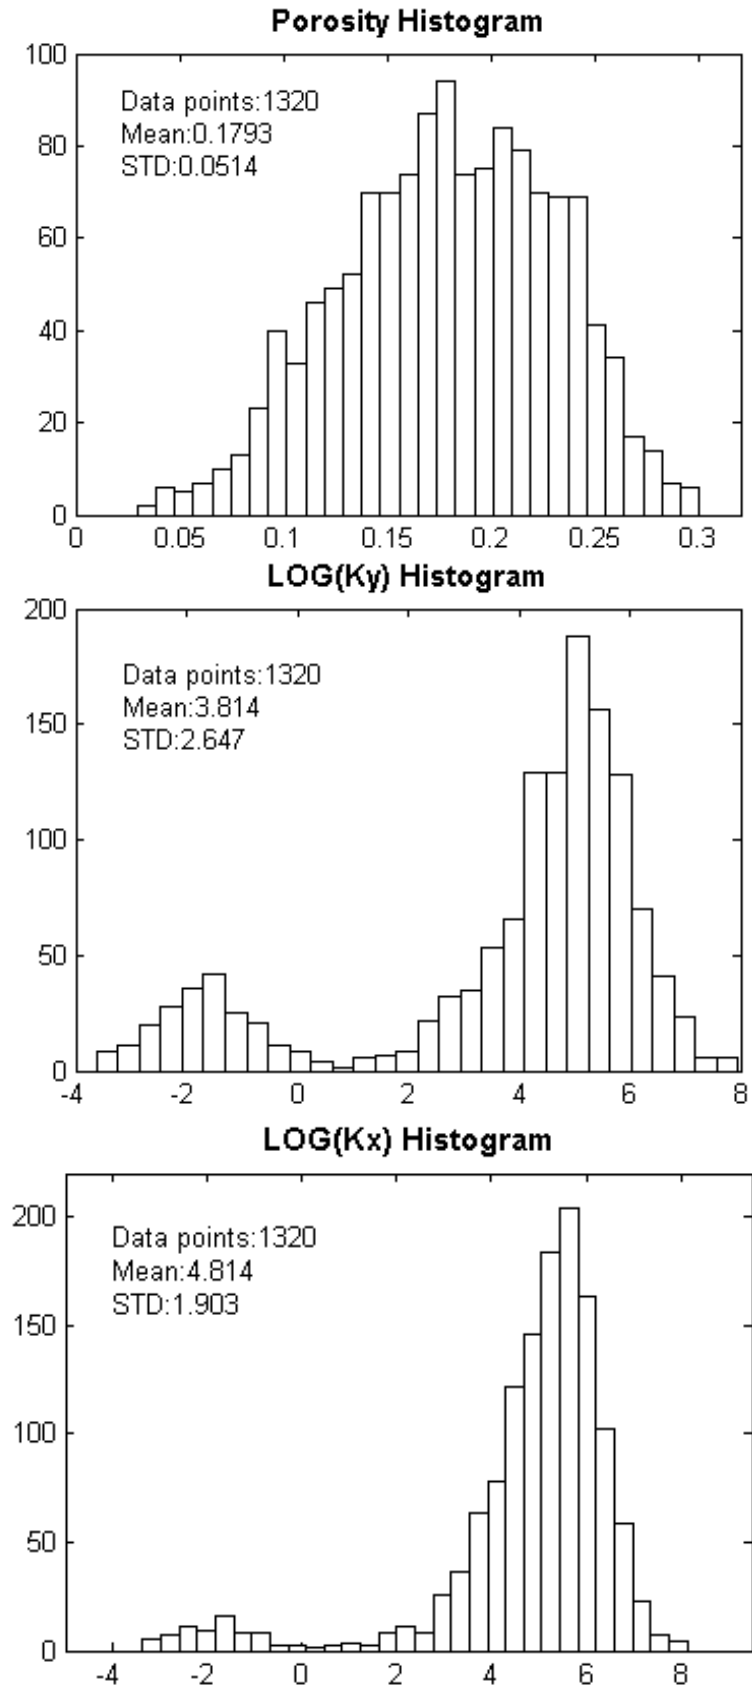 Porosity Histogram
100
Data points:1320
Mean:0.1793
STD:0.0514
80
60
40
20
0
0 0.05 0.1 0.15 0.2 0.25 0.3
LOG(Ky) Histogram
200
Data points:1320
Mean:3.814
STD:2.647
150
100
50
0
-4 -2 0 2 4 6 8
LOG(Kx) Histogram
200
Data points:1320
Mean:4.814
STD:1.903
150
100
50
0
-4 -2 0 2 4 6 8